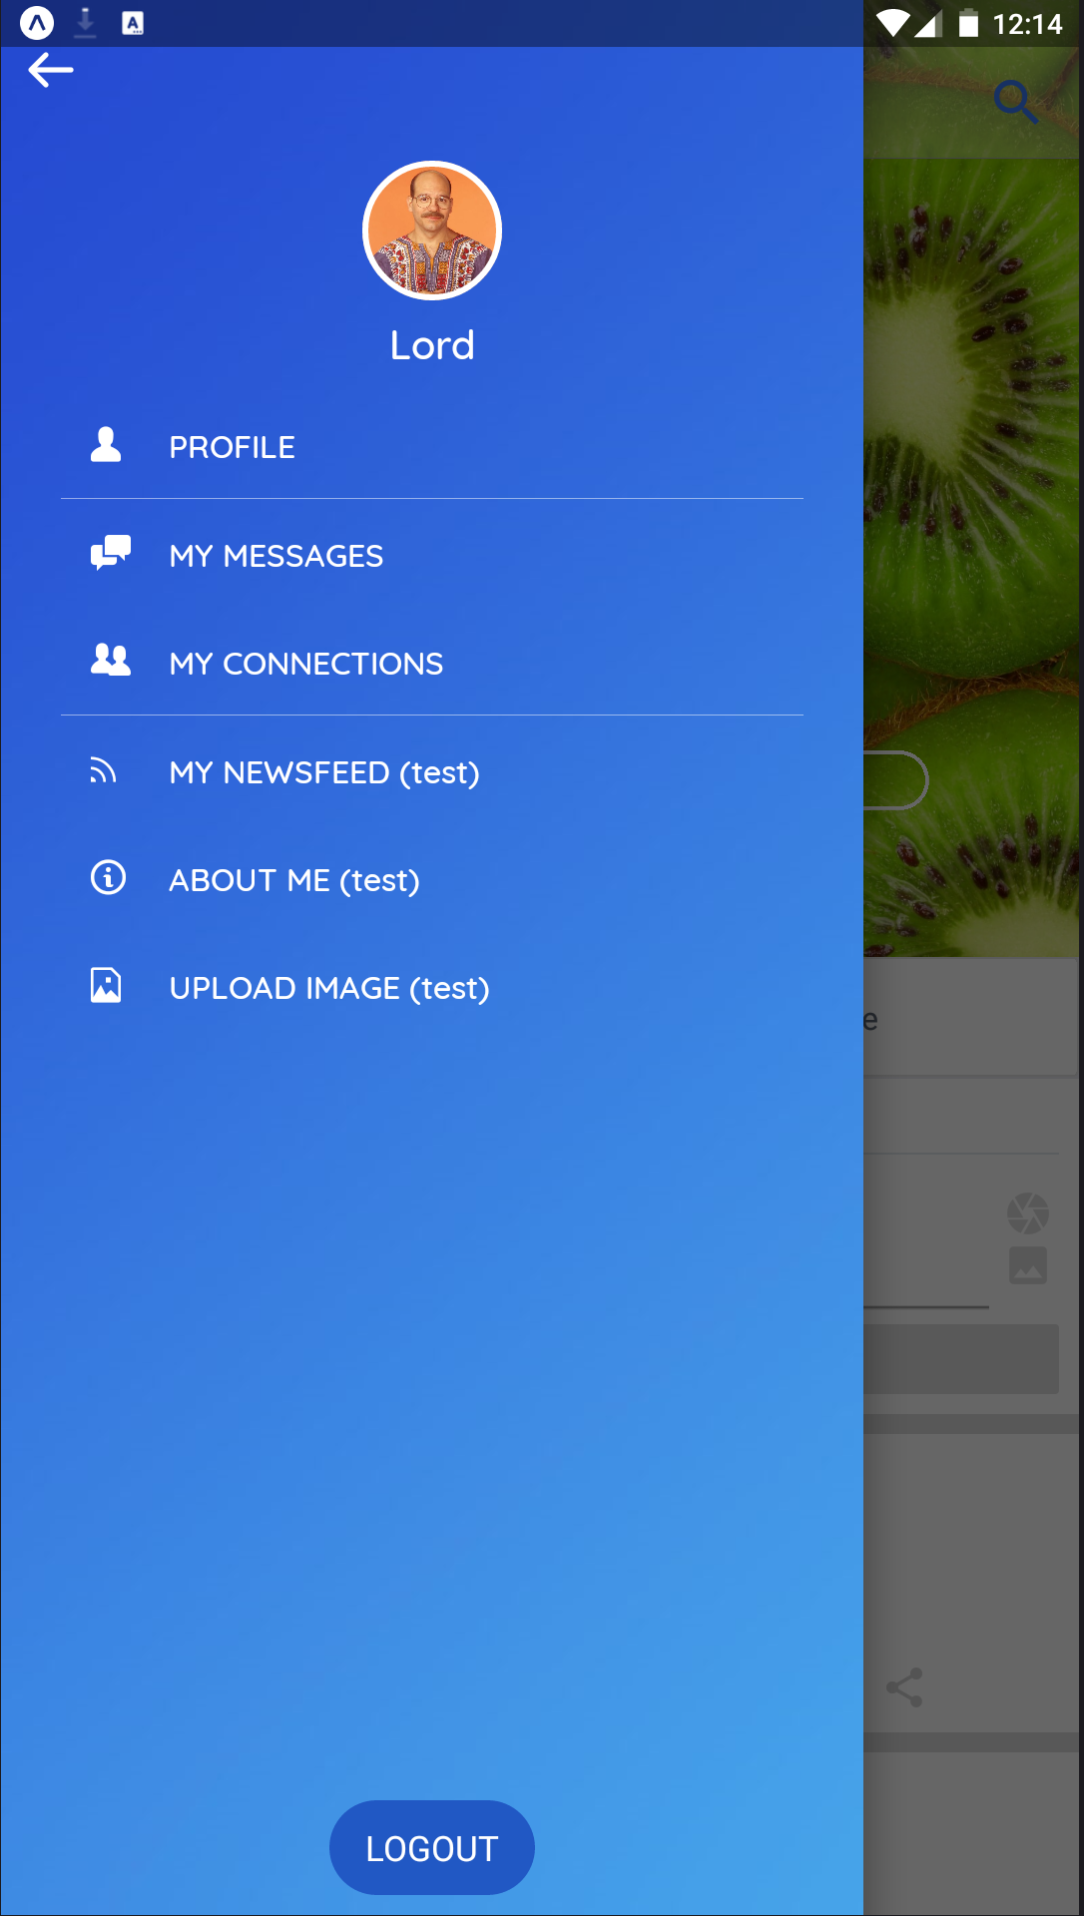 12:14
Lord
PROFILE
MY MESSAGES
MY CONNECTIONS
MY NEWSFEED (test)
ABOUT ME (test)
UPLOAD IMAGE (test)
e
LOGOUT